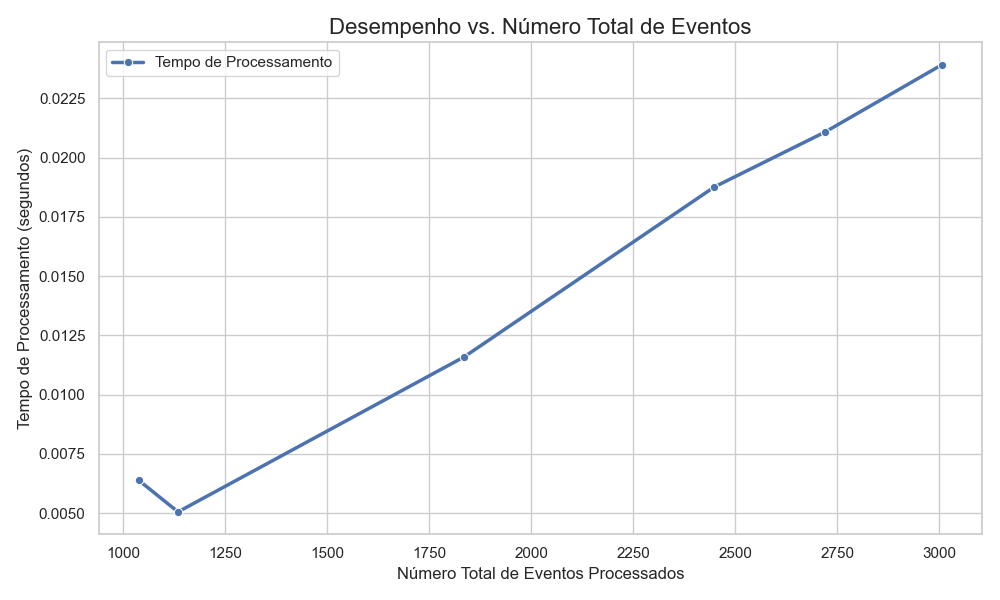 Desempenho vs. Número Total de Eventos
Tempo de Processamento
Tempo de Processamento (segundos)
0.0225
0.0200
0.0175
0.0150
0.0125
0.0100
0.0075
0.0050
1000 1250 1500 1750 2000 2250 2500 2750 3000
Número Total de Eventos Processados